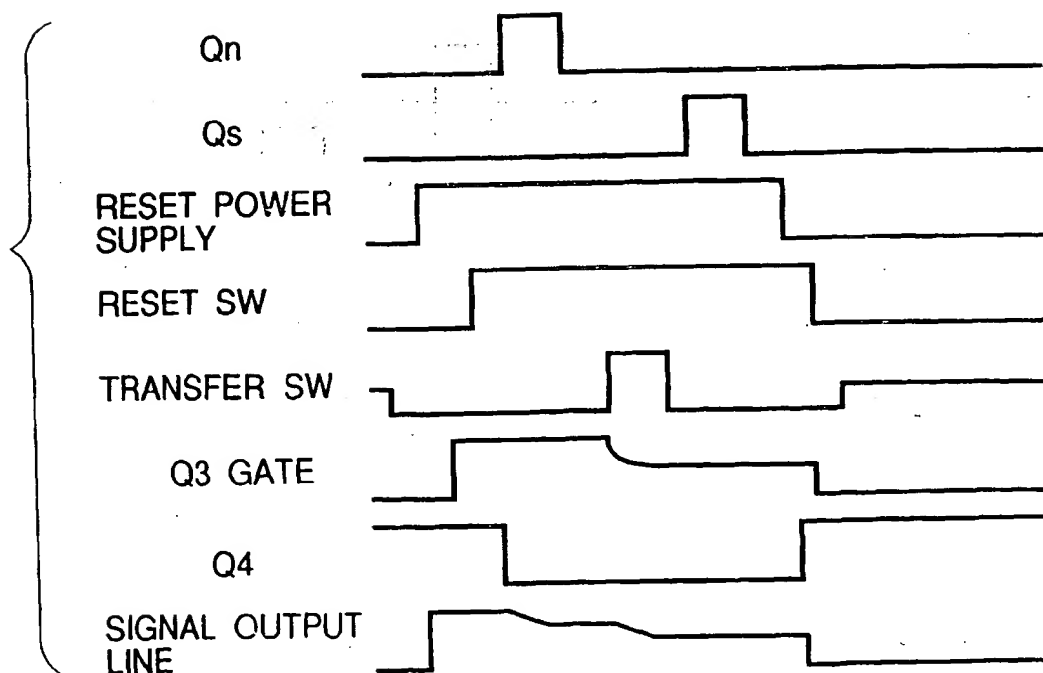 Qn
Qs
RESET POWER
SUPPLY
RESET SW
TRANSFER SW
Q3 GATE
Q4
SIGNAL OUTPUT
LINE